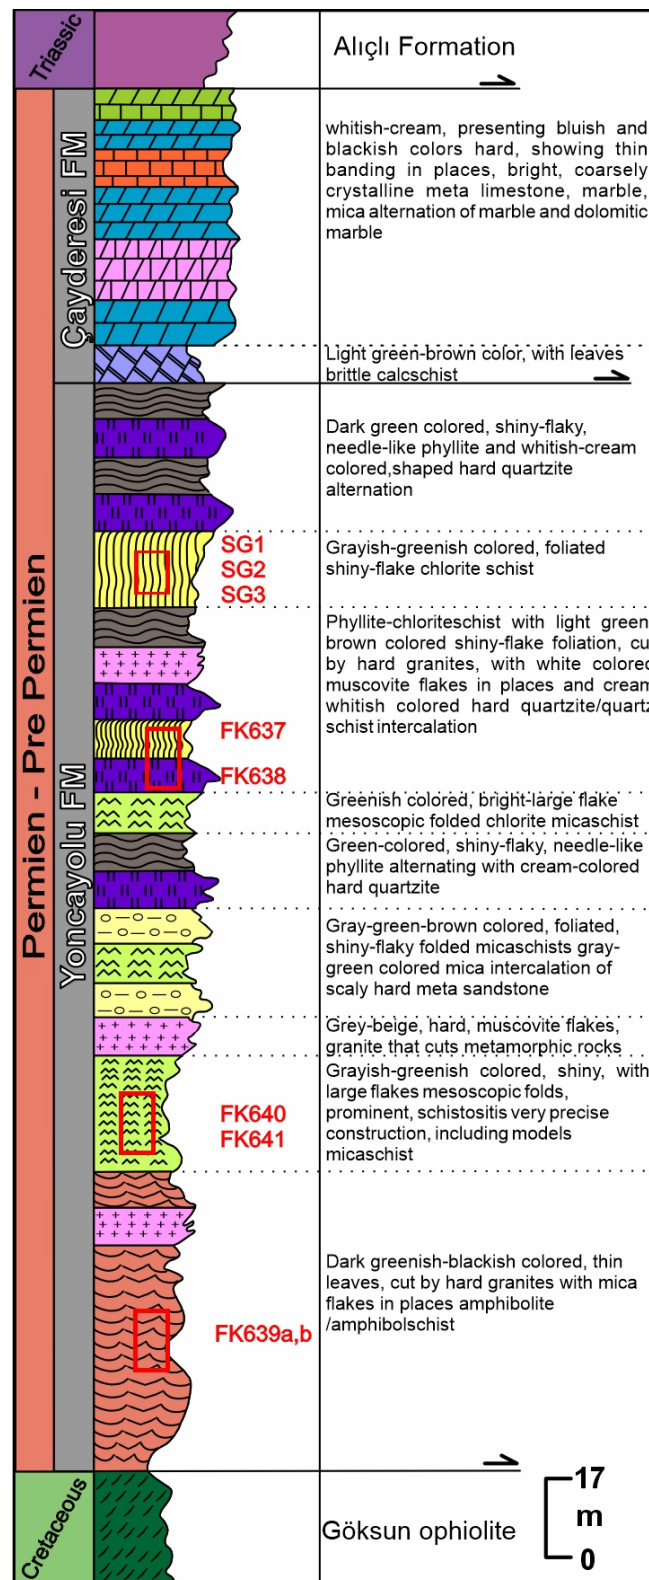 Triassic
Alıçlı Formation
Permien - Pre Permien
Çayderesi FM
whitish-cream, presenting bluish and
blackish colors hard, showing thin
banding in places, bright, coarsely
crystalline meta limestone, marble,
mica alternation of marble and dolomitic
marble
Light green-brown color, with leaves
brittle calcschist
Yoncayolu FM
Dark green colored, shiny-flaky,
needle-like phyllite and whitish-cream
colored,shaped hard quartzite
alternation
SG1
SG2
SG3
Grayish-greenish colored, foliated
shiny-flake chlorite schist
Phyllite-chloriteschist with light green
brown colored shiny-flake foliation, cu
by hard granites, with white colored
muscovite flakes in places and cream
whitish colored hard quartzite/quartz
schist intercalation
FK637
FK638
Greenish colored, bright-large flake
mesoscopic folded chlorite micaschist
Green-colored, shiny-flaky, needle-like
phyllite alternating with cream-colored
hard quartzite
Gray-green-brown colored, foliated,
shiny-flaky folded micaschists gray-
green colored mica intercalation of
scaly hard meta sandstone
Grey-beige, hard, muscovite flakes,
granite that cuts metamorphic rocks
Grayish-greenish colored, shiny, with
large flakes mesoscopic folds,
prominent, schistositis very precise
construction, including models
micaschist
FK640
FK641
Dark greenish-blackish colored, thin
leaves, cut by hard granites with mica
flakes in places amphibolite
/amphibolschist
FK639a,b
Cretaceous
Göksun ophiolite
17
m
0